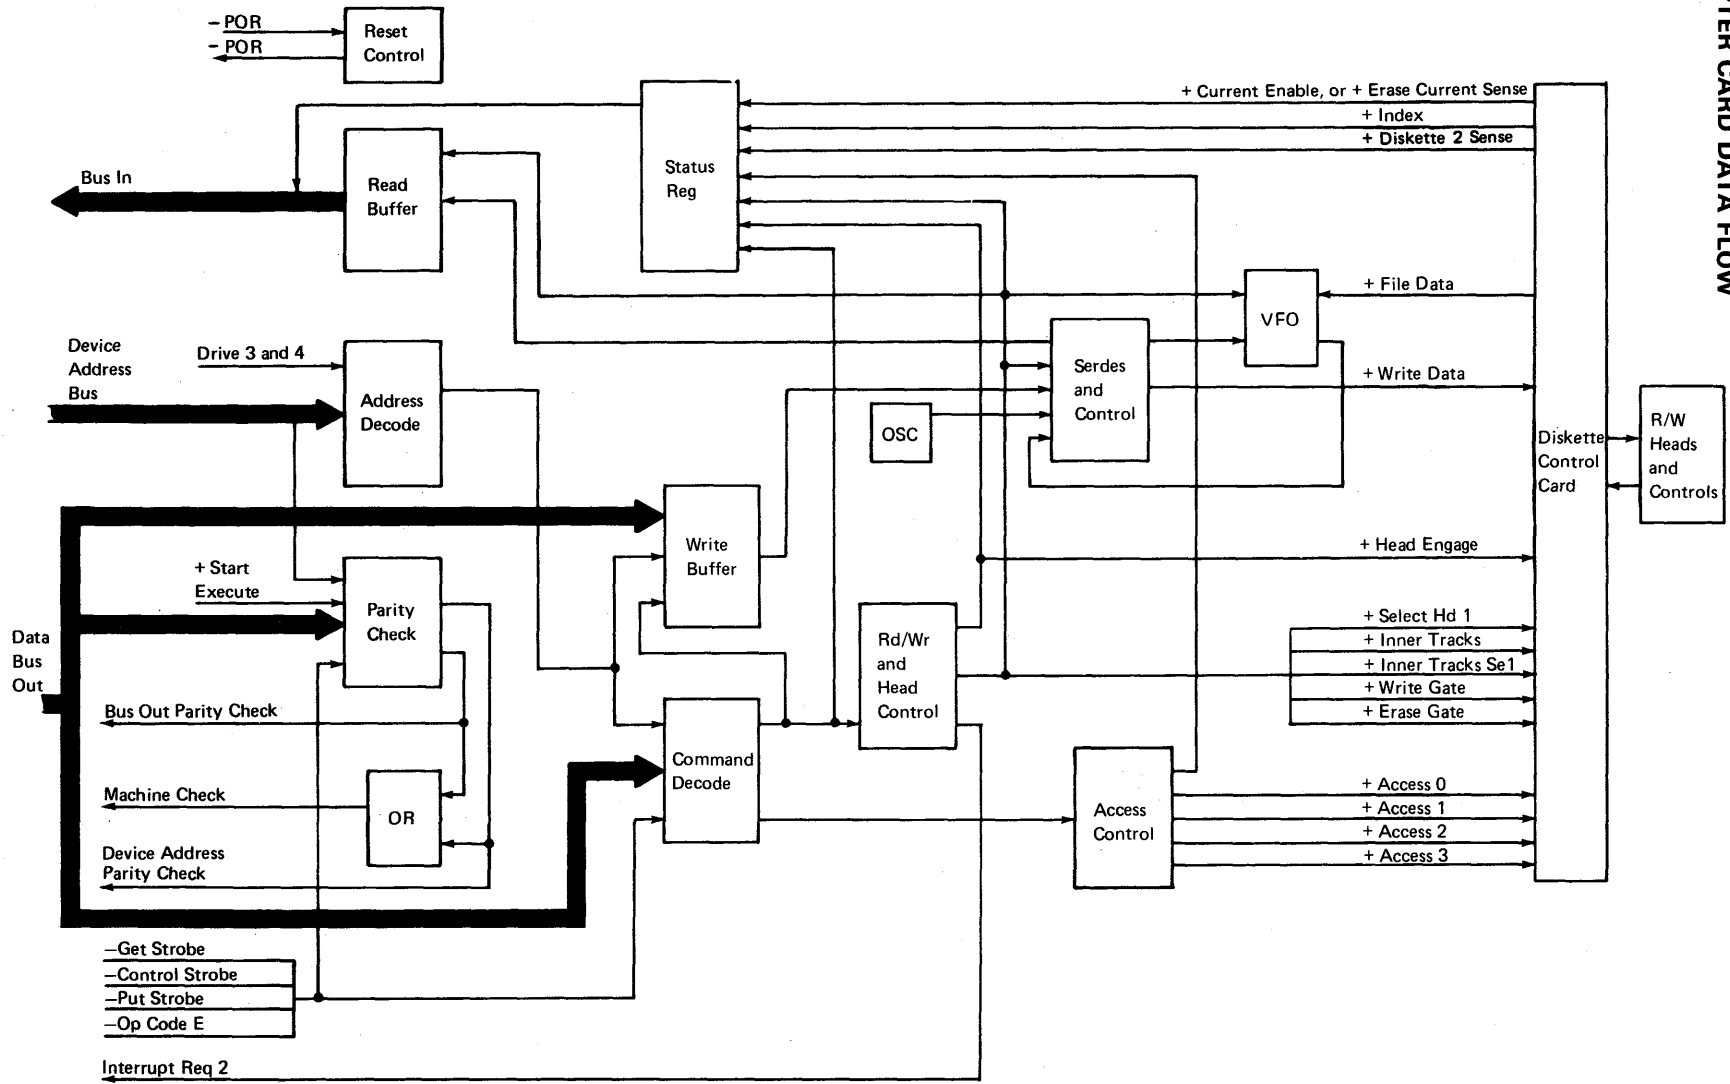 PTER CARD DATA FLOW
- POR
- POR
Reset
Control
+ Current Enable, or + Erase Current Sense
+ Index
+ Diskette 2 Sense
Status
Reg
Bus In
Read
Buffer
+ File Data
VFO
Device
Address
Bus
Drive 3 and 4
Address
Decode
Serdes
and
Control
+ Write Data
OSC
Diskette
Control
Card
R/W
Heads
and
Controls
Write
Buffer
+ Head Engage
+ Start
Execute
Parity
Check
Data
Bus
Out
Rd/Wr
and
Head
Control
+ Select Hd 1
+ Inner Tracks
+ Inner Tracks Se1
+ Write Gate
+ Erase Gate
Bus Out Parity Check
Command
Decode
Machine Check
OR
Access
Control
+ Access 0
+ Access 1
+ Access 2
+ Access 3
Device Address
Parity Check
—Get Strobe
—Control Strobe
—Put Strobe
—Op Code E
Interrupt Req 2